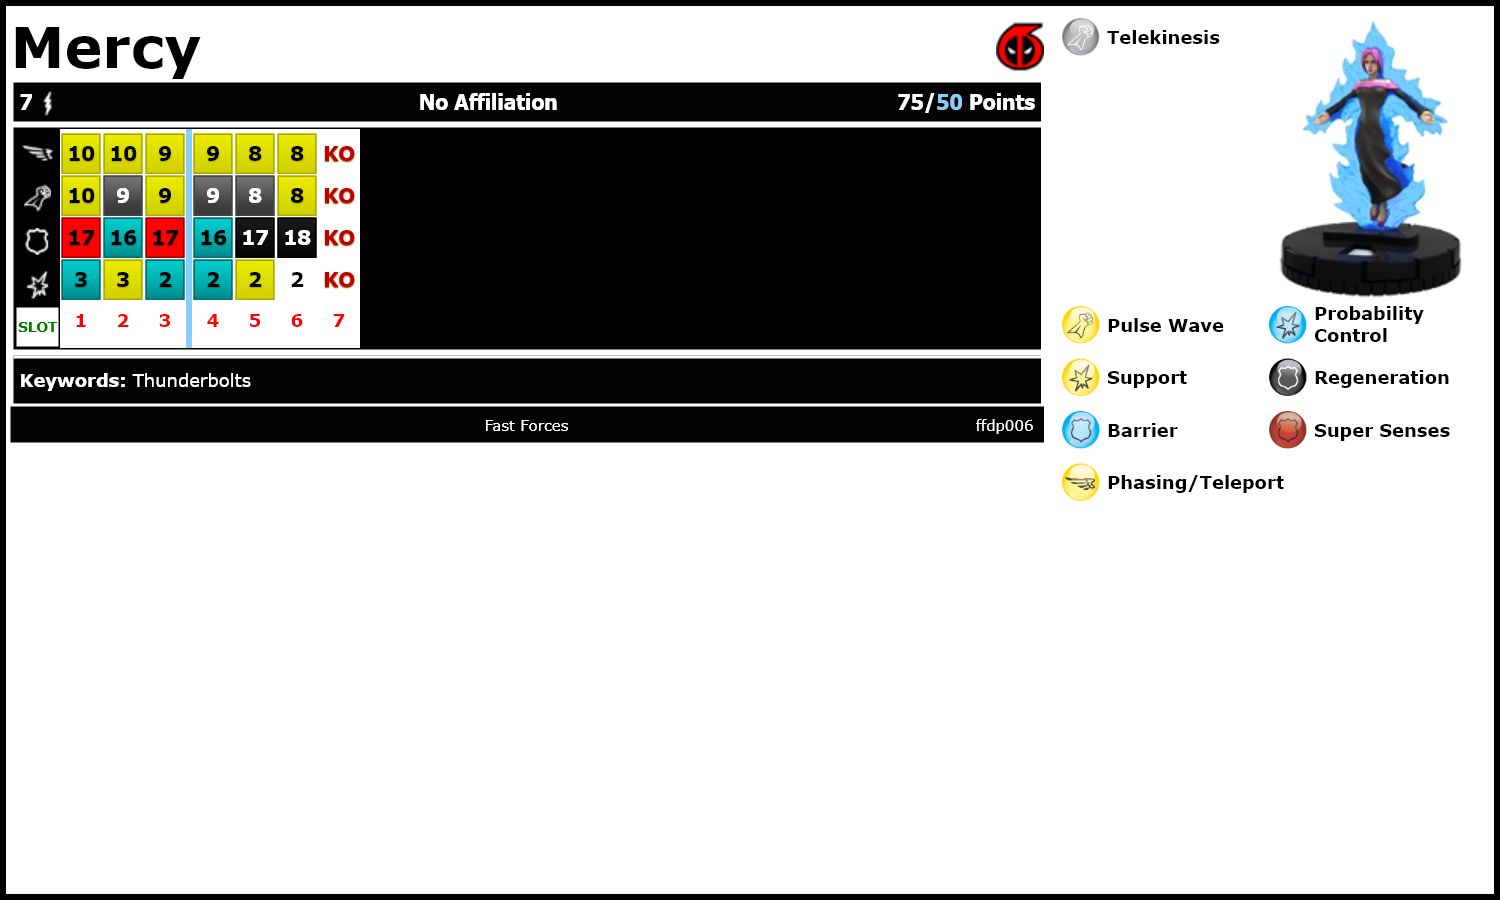 Mercy
7 No Affiliation 75/50 Points
10 10 9 9 8 8 KO
10 9 9 9 8 8 KO
17 16 17 16 17 18 KO
3 3 2 2 2 2 KO
SLOT 1 2 3 4 5 6 7
Keywords: Thunderbolts
Fast Forces ffdp006
Telekinesis
Pulse Wave
Probability
Control
Support
Regeneration
Barrier
Super Senses
Phasing/Teleport